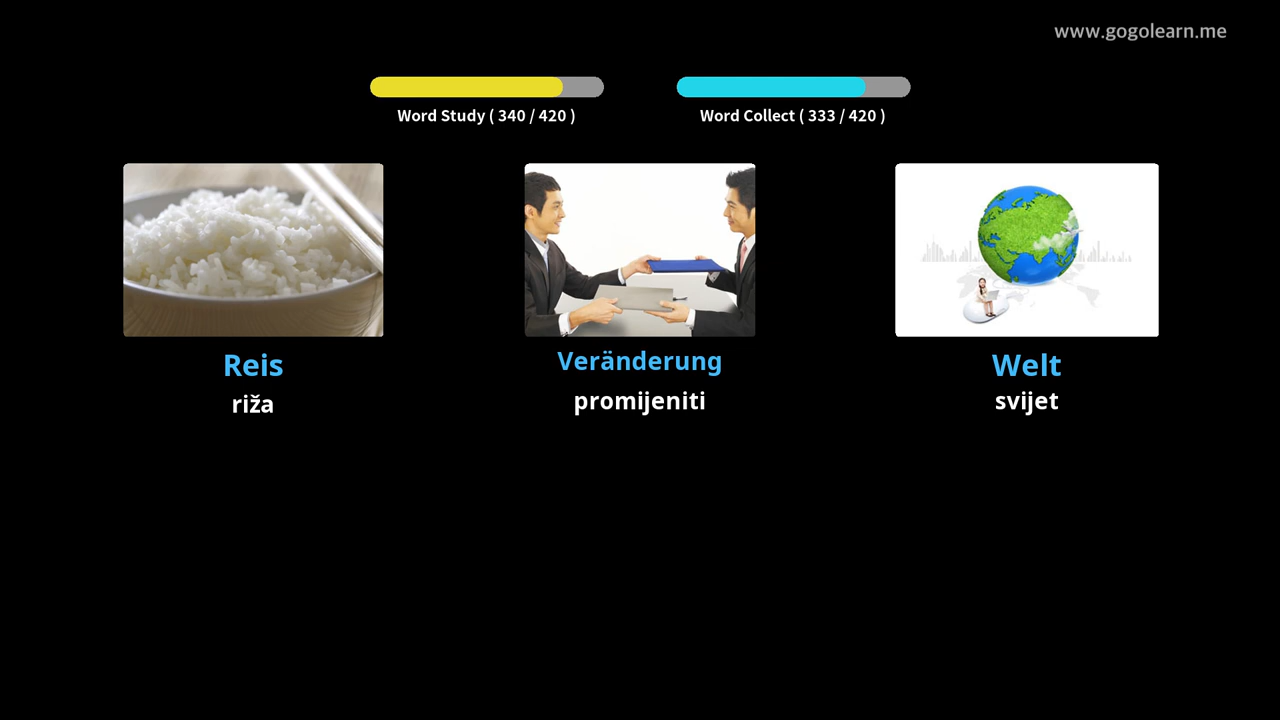 www.gogolearn.me
Word Study ( 340 / 420 )
Word Collect ( 333 / 420 )
Reis
Veränderung
Welt
riža
promijeniti
svijet